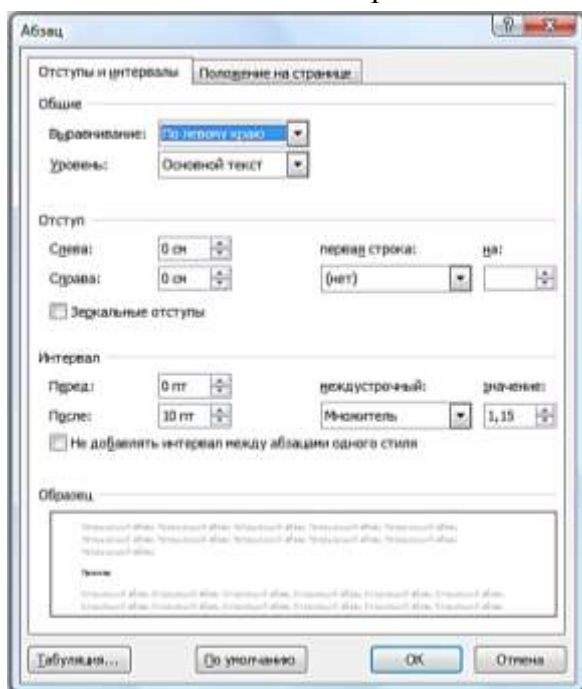 Абзац
Отступы и интервалы Положение на странице
Общие
Выравнивание: По левому краю
Уровень: Основной текст
Отступ
Слева: 0 см первая строка: на:
Справа: 0 см (нет)
Зеркальные отступы
Интервал
Перед: 0 пт междустрочный: значение:
После: 10 пт Множитель 1,15
Не добавлять интервал между абзацами одного стиля
Образец
Табуляция... По умолчанию ОК Отмена